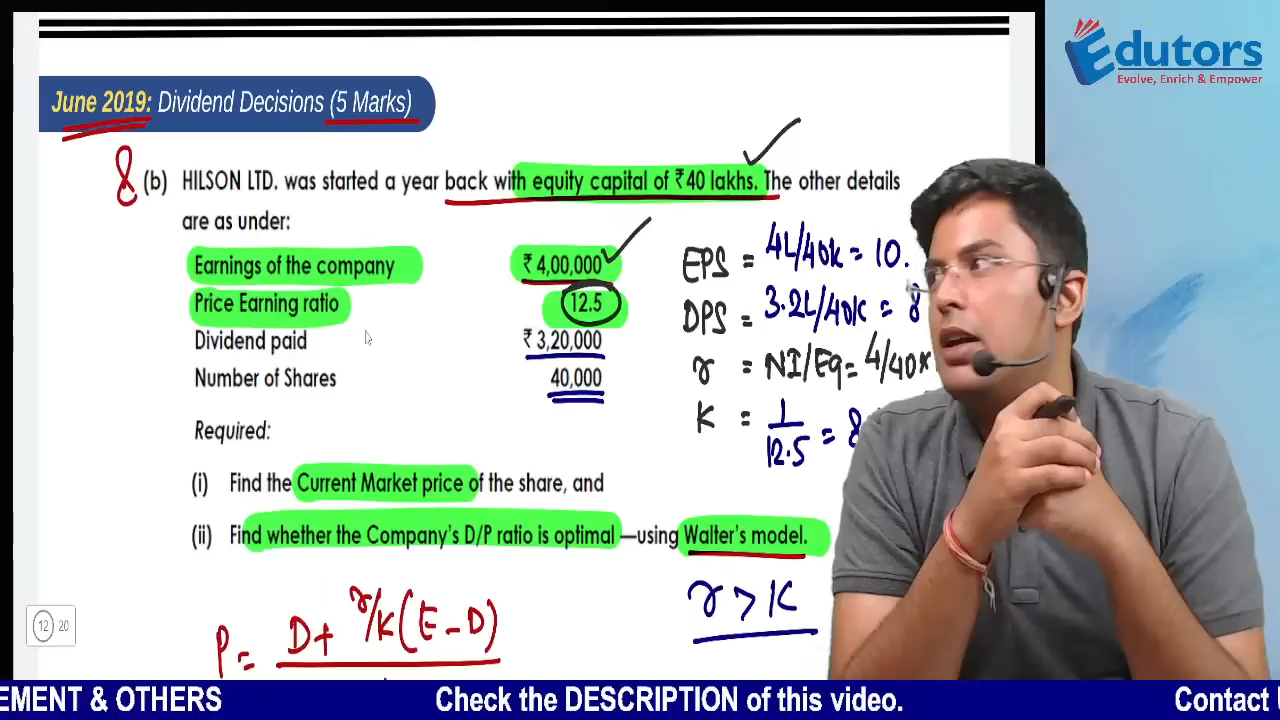 Edutors
Evolve, Enrich & Empower
June 2019: Dividend Decisions (5 Marks)
8 (b) HILSON LTD. was started a year back with equity capital of ₹40 lakhs. The other details
are as under:
Earnings of the company ₹4,00,000
Price Earning ratio 12.5
Dividend paid ₹3,20,000
Number of Shares 40,000
EPS = 4L/40K = 10.
DPS = 3.2L/40K = 8
r = NI/Eq = 4/40×
K = 1/12.5 = 8
Required:
(i) Find the Current Market price of the share, and
(ii) Find whether the Company's D/P ratio is optimal—using Walter's model.
r > K
P = D + r/K (E - D)
12 20
EMENT & OTHERS Check the DESCRIPTION of this video. Contact